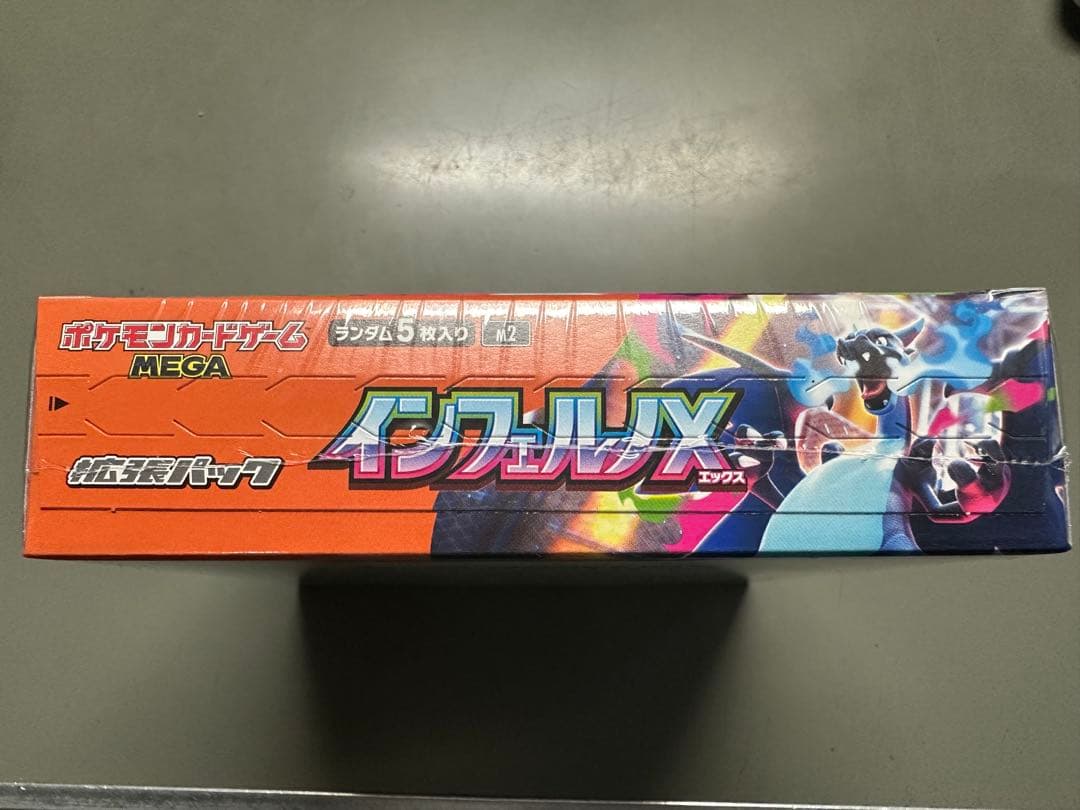 ポケモンカードゲーム
MEGA
ランダム5枚入り
M2
インフェルノX
エックス
拡張パック